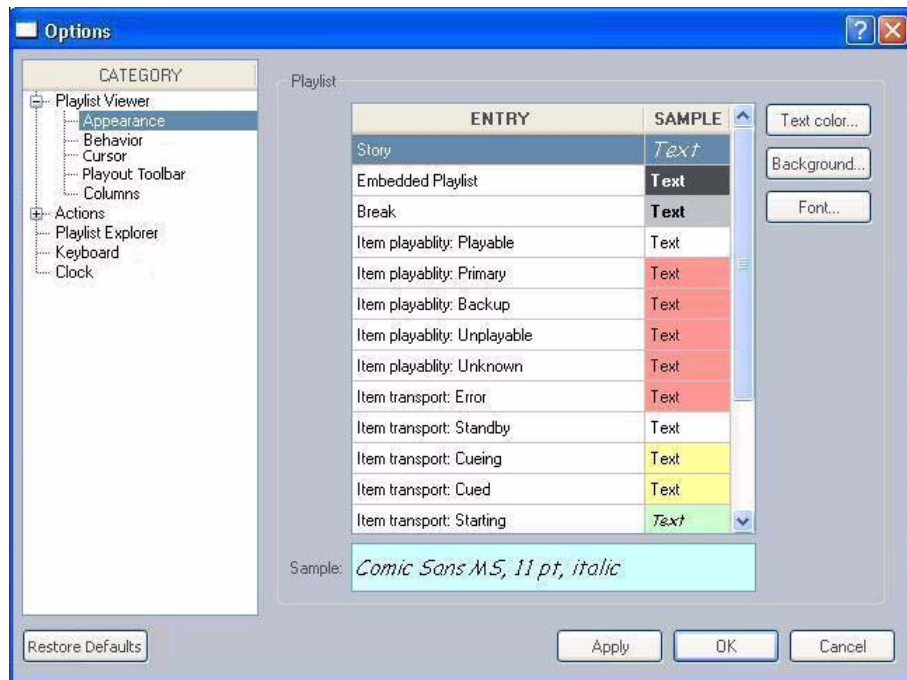 Options
CATEGORY
Playlist Viewer
Appearance
Behavior
Cursor
Playout Toolbar
Columns
Actions
Playlist Explorer
Keyboard
Clock
Playlist
ENTRY SAMPLE
Story Text
Embedded Playlist Text
Break Text
Item playablity: Playable Text
Item playablity: Primary Text
Item playablity: Backup Text
Item playablity: Unplayable Text
Item playablity: Unknown Text
Item transport: Error Text
Item transport: Standby Text
Item transport: Cueing Text
Item transport: Cued Text
Item transport: Starting Text
Text color...
Background...
Font...
Sample: Comic Sans MS, 11 pt, italic
Restore Defaults Apply OK Cancel